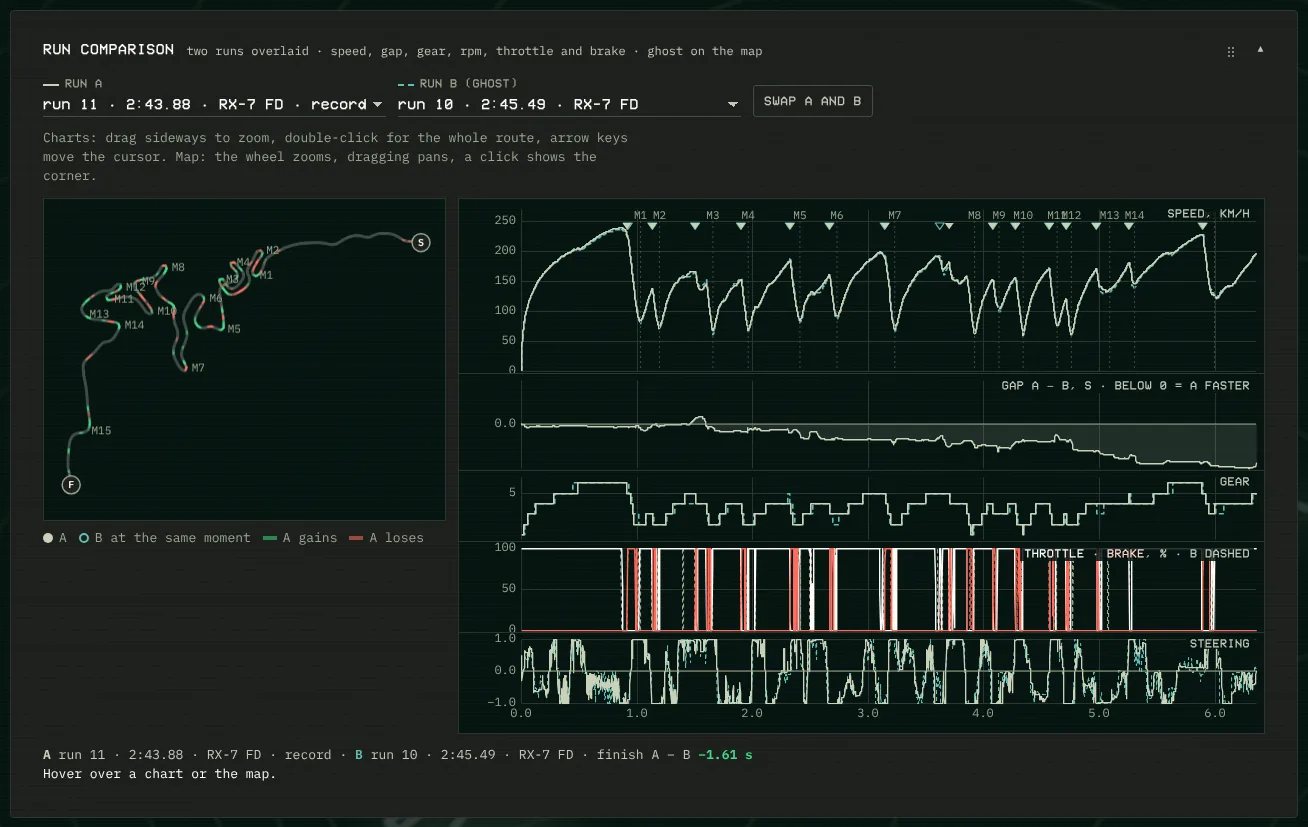 RUN COMPARISON two runs overlaid · speed, gap, gear, rpm, throttle and brake · ghost on the map
RUN A
RUN B (GHOST)
run 11 · 2:43.88 · RX-7 FD · record
run 10 · 2:45.49 · RX-7 FD
SWAP A AND B
Charts: drag sideways to zoom, double-click for the whole route, arrow keys
move the cursor. Map: the wheel zooms, dragging pans, a click shows the
corner.
S
M2
M4
M1
M8
M3
M9
M12
M11
M6
M10
M13
M14
M5
M7
M15
F
A B at the same moment A gains A loses
M1 M2 M3 M4 M5 M6 M7 M8 M9 M10 M11 M12 M13 M14
SPEED, KM/H
250
200
150
100
50
0
GAP A − B, S · BELOW 0 = A FASTER
0.0
GEAR
5
THROTTLE · BRAKE, % · B DASHED
100
50
0
STEERING
1.0
0.0
−1.0
0.0 1.0 2.0 3.0 4.0 5.0 6.0
A run 11 · 2:43.88 · RX-7 FD · record · B run 10 · 2:45.49 · RX-7 FD · finish A − B −1.61 s
Hover over a chart or the map.